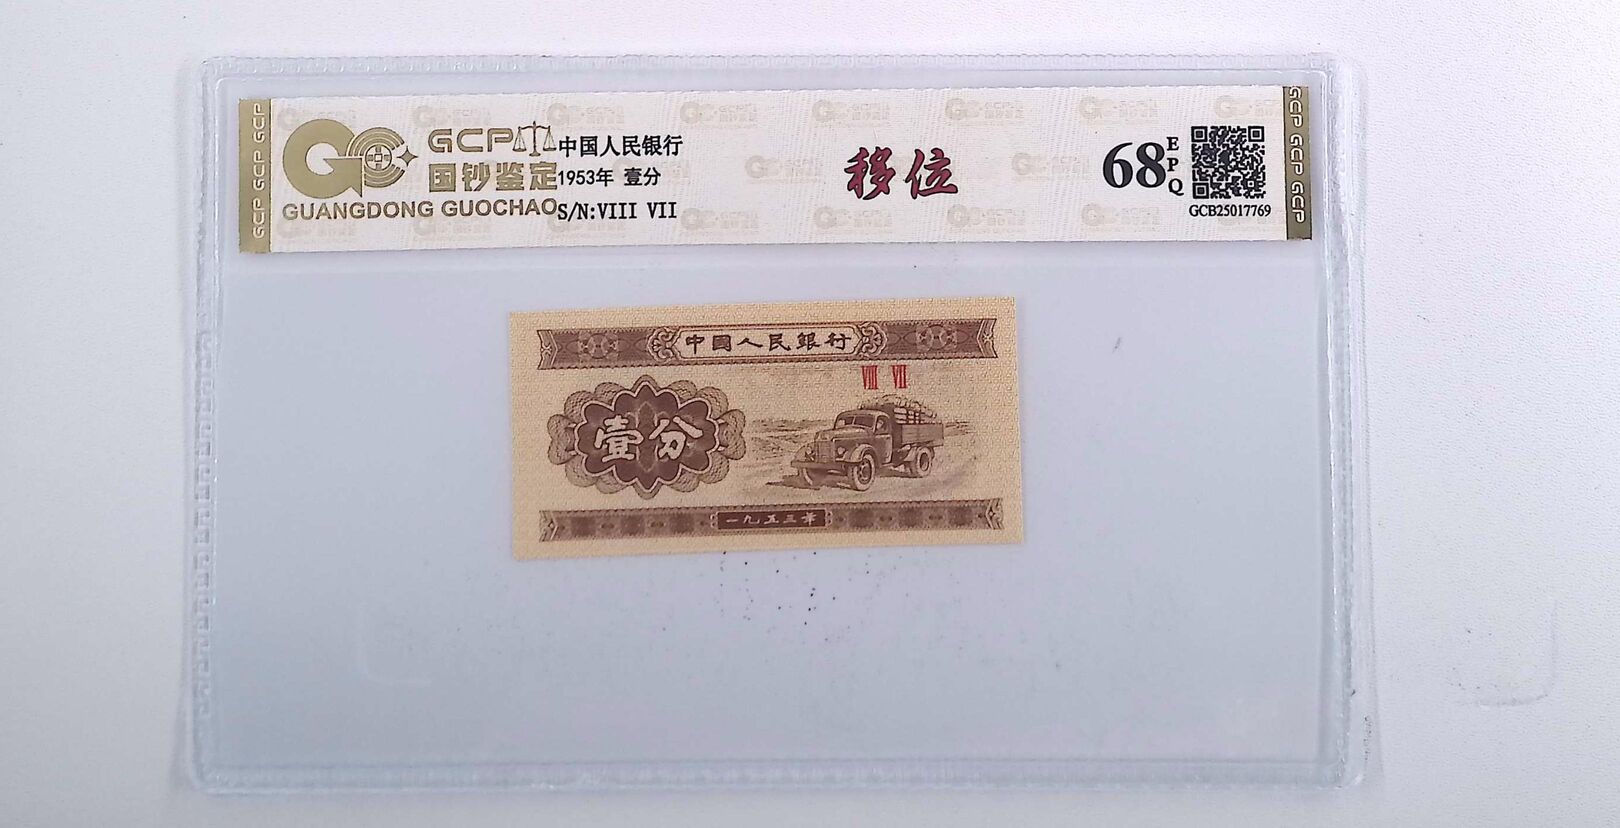 GCP GCP GCP
GCP
国钞鉴定
GUANGDONG GUOCHAO
中国人民银行
1953年 壹分
S/N:VIII VII
移位
68
EPQ
GCB25017769
GCP GCP GCP
中国人民銀行
VIII VII
壹分
一九五三年